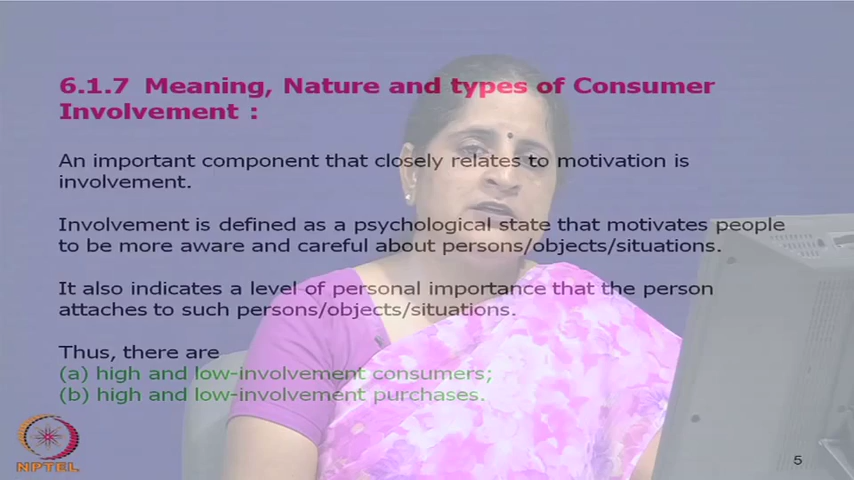 6.1.7 Meaning, Nature and types of Consumer
Involvement :
An important component that closely relates to motivation is
involvement.
Involvement is defined as a psychological state that motivates people
to be more aware and careful about persons/objects/situations.
It also indicates a level of personal importance that the person
attaches to such persons/objects/situations.
Thus, there are
(a) high and low-involvement consumers;
(b) high and low-involvement purchases.
NPTEL
5